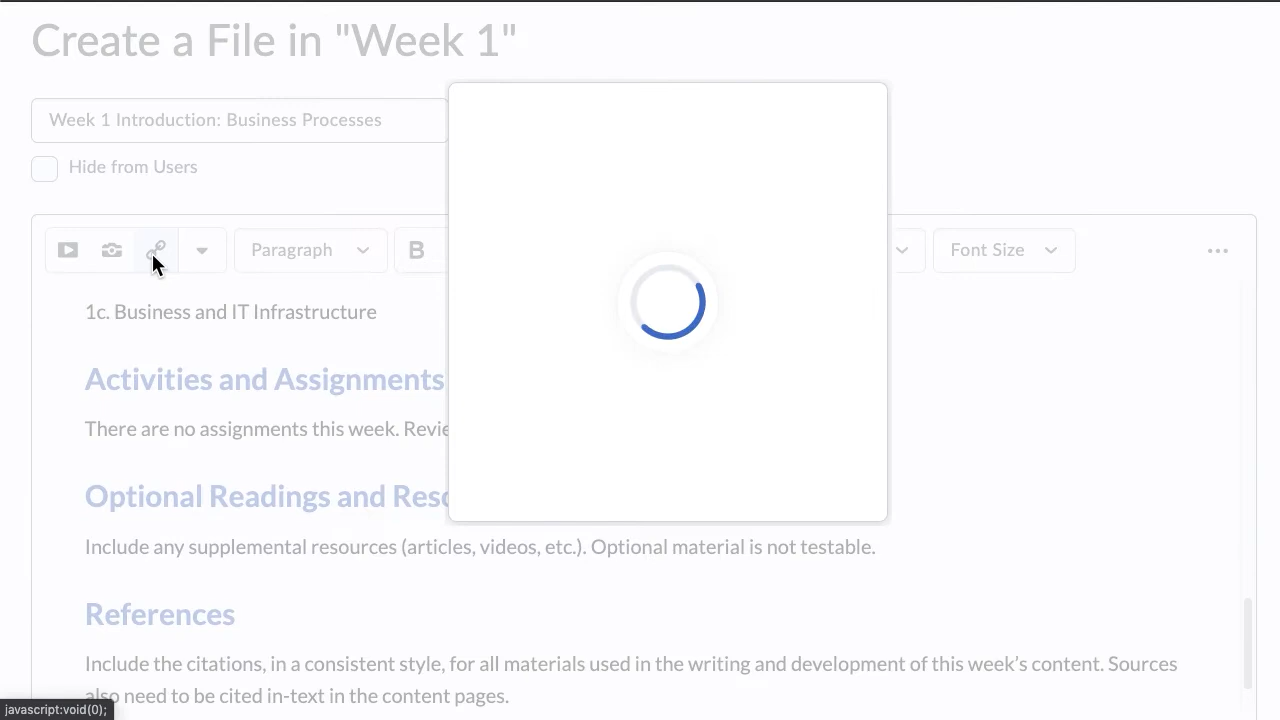 Create a File in "Week 1"
Week 1 Introduction: Business Processes
Hide from Users
Paragraph
B
Font Size
1c. Business and IT Infrastructure
Activities and Assignments
There are no assignments this week.
Optional Readings and
Include any supplemental resources (articles, videos, etc.). Optional material is not testable.
References
Include the citations, in a consistent style, for all materials used in the writing and development of this week’s content. Sources
also need to be cited in-text in the content pages.
javascript:void(0);